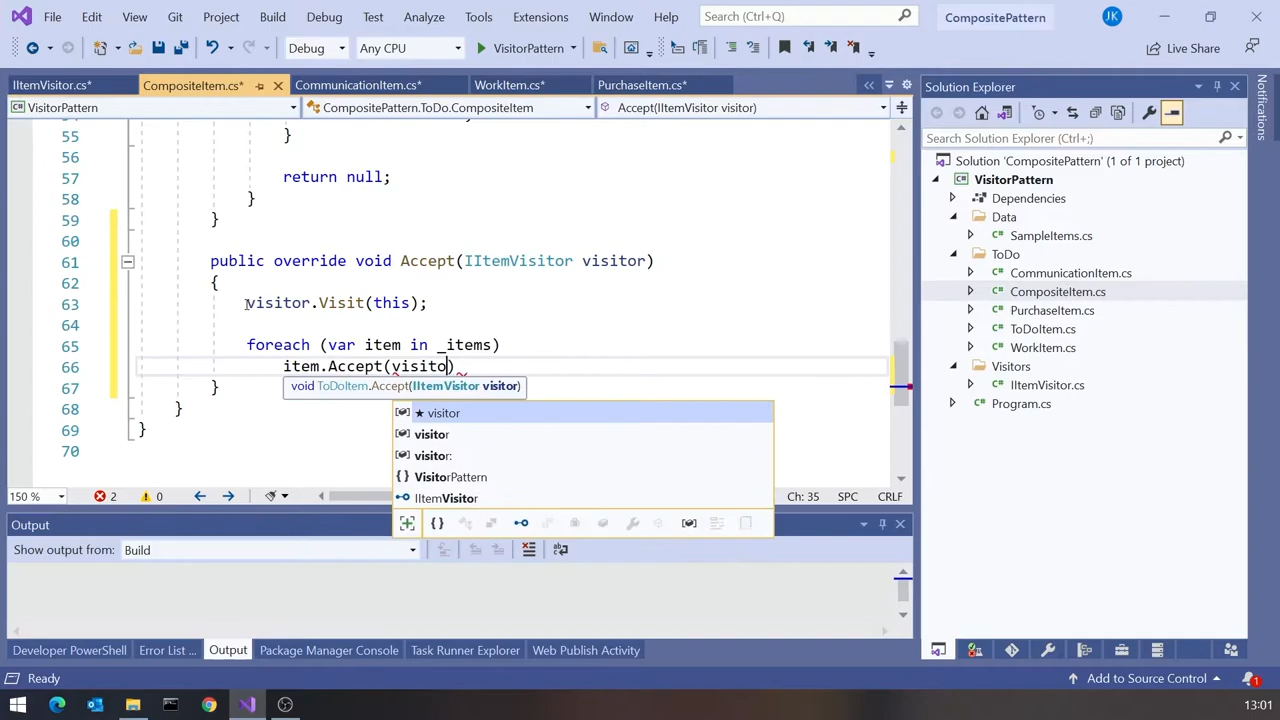 File Edit View Git Project Build Debug Test Analyze Tools Extensions Window Help Search (Ctrl+Q) CompositePattern JK
Debug Any CPU VisitorPattern Live Share
IItemVisitor.cs* CompositeItem.cs* CommunicationItem.cs* WorkItem.cs* PurchaseItem.cs*
VisitorPattern CompositePattern.ToDo.CompositeItem Accept(IItemVisitor visitor)
55 }
56
57 return null;
58 }
59 }
60
61 public override void Accept(IItemVisitor visitor)
62 {
63 visitor.Visit(this);
64
65 foreach (var item in _items)
66 item.Accept(visito)
67 }
void ToDoItem.Accept(IItemVisitor visitor)
68 }
69 }
70
★ visitor
visitor
visitor:
VisitorPattern
IItemVisitor
150 % 2 0 Ch: 35 SPC CRLF
Output
Show output from: Build
Developer PowerShell Error List ... Output Package Manager Console Task Runner Explorer Web Publish Activity
Solution Explorer
Search Solution Explorer (Ctrl+;)
Solution 'CompositePattern' (1 of 1 project)
VisitorPattern
Dependencies
Data
SampleItems.cs
ToDo
CommunicationItem.cs
CompositeItem.cs
PurchaseItem.cs
ToDoItem.cs
WorkItem.cs
Visitors
IItemVisitor.cs
Program.cs
Notifications
Ready Add to Source Control 1
13:01